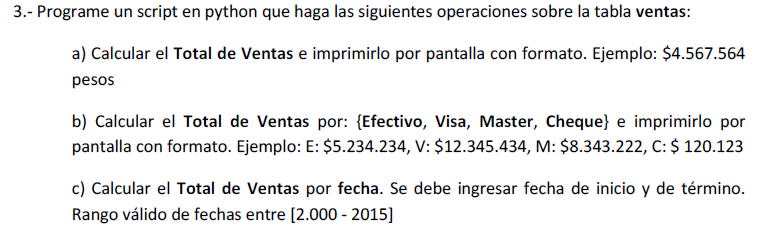 3.- Programe un script en python que haga las siguientes operaciones sobre la tabla ventas:
a) Calcular el Total de Ventas e imprimirlo por pantalla con formato. Ejemplo: $4.567.564
pesos
b) Calcular el Total de Ventas por: {Efectivo, Visa, Master, Cheque} e imprimirlo por
pantalla con formato. Ejemplo: E: $5.234.234, V: $12.345.434, M: $8.343.222, C: $ 120.123
c) Calcular el Total de Ventas por fecha. Se debe ingresar fecha de inicio y de término.
Rango válido de fechas entre [2.000 - 2015]